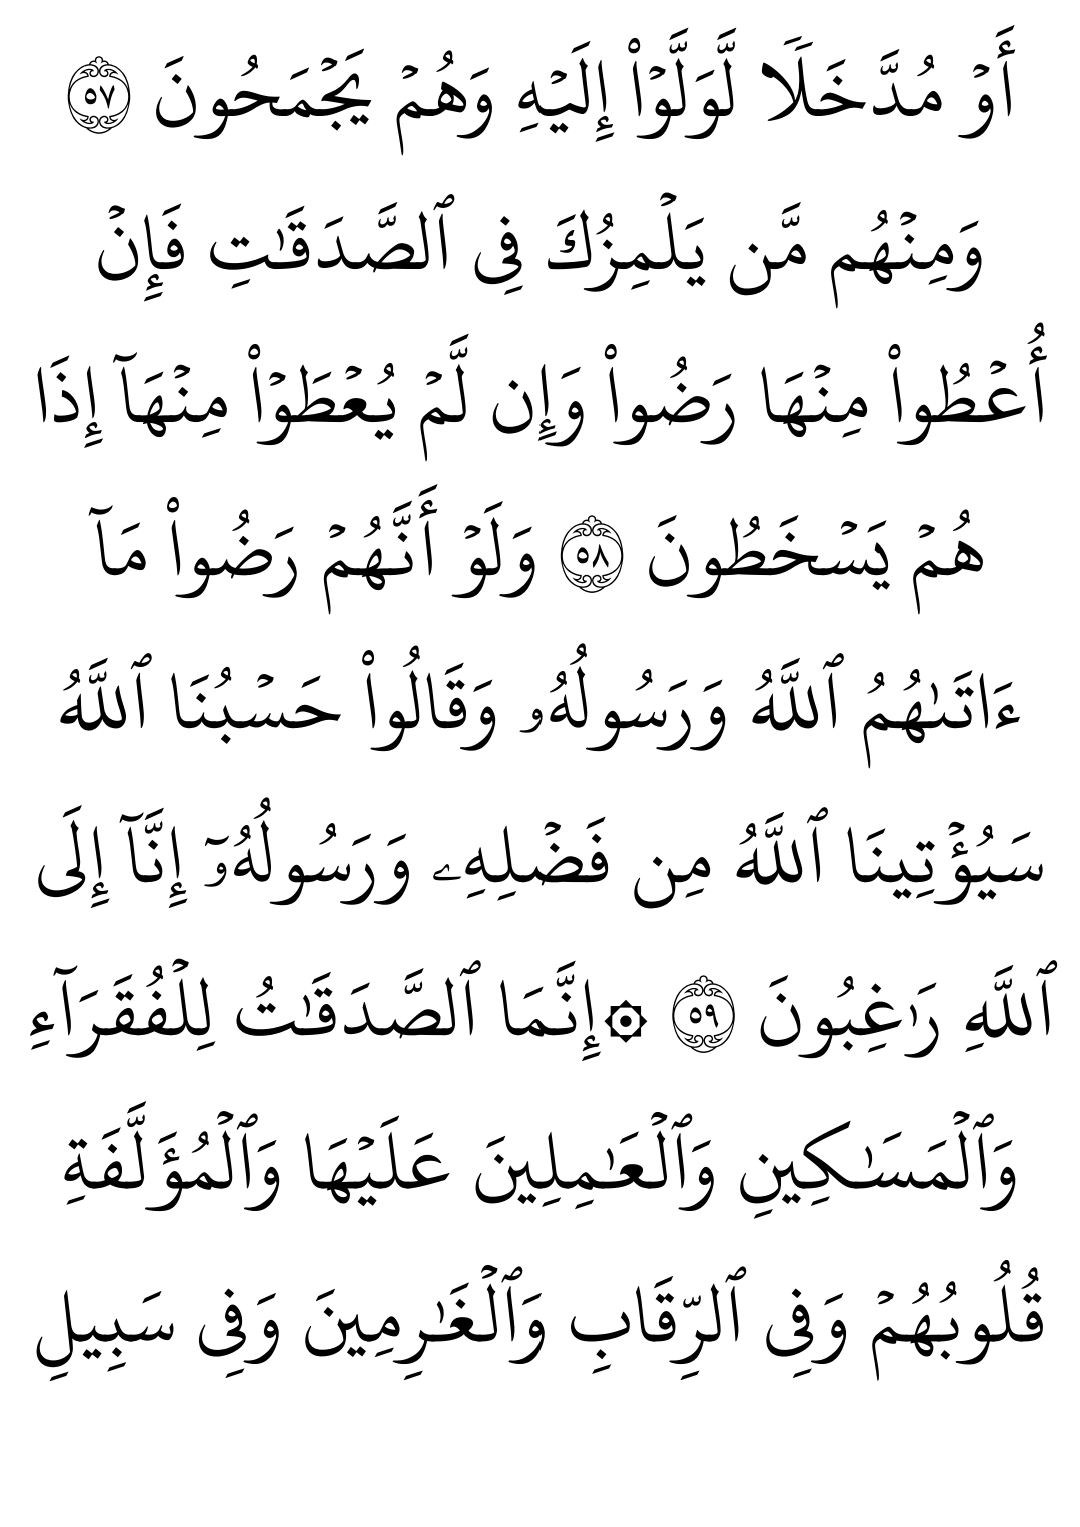 أَوۡ مُدَّخَلٗا لَّوَلَّوۡاْ إِلَيۡهِ وَهُمۡ يَجۡمَحُونَ ٥٧
وَمِنۡهُم مَّن يَلۡمِزُكَ فِي ٱلصَّدَقَٰتِ فَإِنۡ
أُعۡطُواْ مِنۡهَا رَضُواْ وَإِن لَّمۡ يُعۡطَوۡاْ مِنۡهَآ إِذَا
هُمۡ يَسۡخَطُونَ ٥٨ وَلَوۡ أَنَّهُمۡ رَضُواْ مَآ
ءَاتَىٰهُمُ ٱللَّهُ وَرَسُولُهُۥ وَقَالُواْ حَسۡبُنَا ٱللَّهُ
سَيُؤۡتِينَا ٱللَّهُ مِن فَضۡلِهِۦ وَرَسُولُهُۥٓ إِنَّآ إِلَى
ٱللَّهِ رَٰغِبُونَ ٥٩ ۞إِنَّمَا ٱلصَّدَقَٰتُ لِلۡفُقَرَآءِ
وَٱلۡمَسَٰكِينِ وَٱلۡعَٰمِلِينَ عَلَيۡهَا وَٱلۡمُؤَلَّفَةِ
قُلُوبُهُمۡ وَفِي ٱلرِّقَابِ وَٱلۡغَٰرِمِينَ وَفِي سَبِيلِ